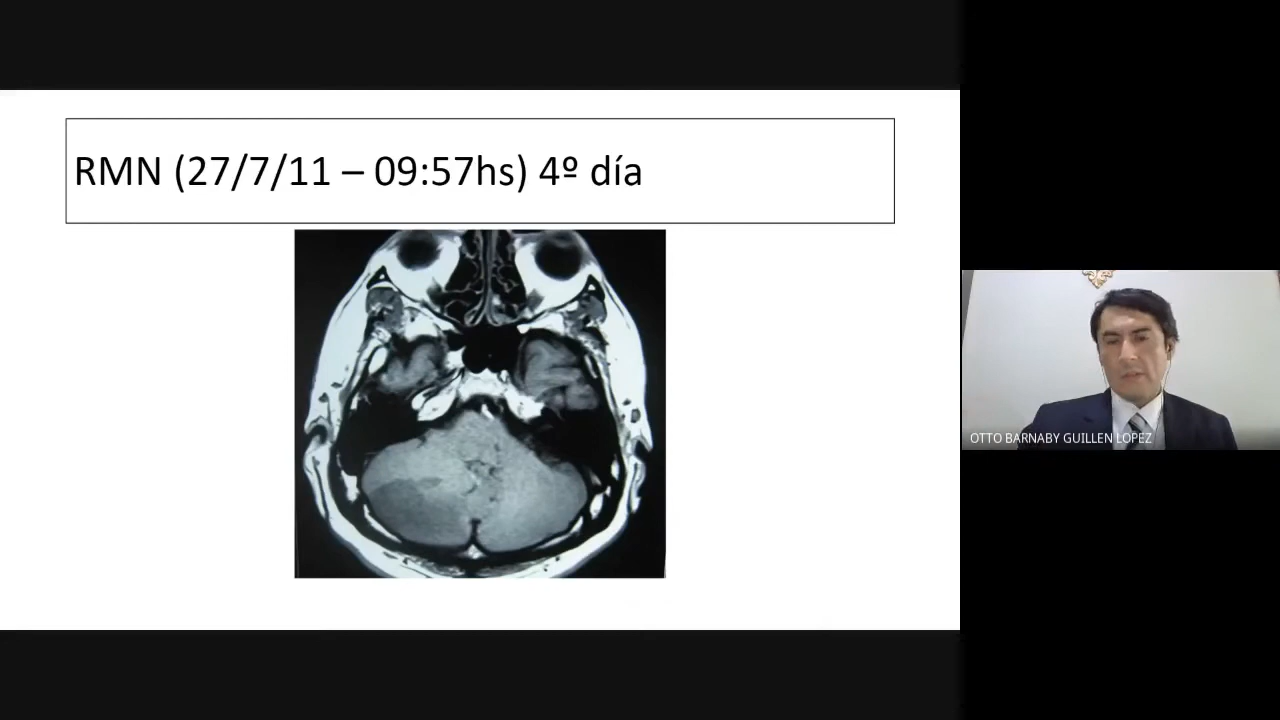 RMN (27/7/11 – 09:57hs) 4º día
OTTO BARNABY GUILLEN LOPEZ